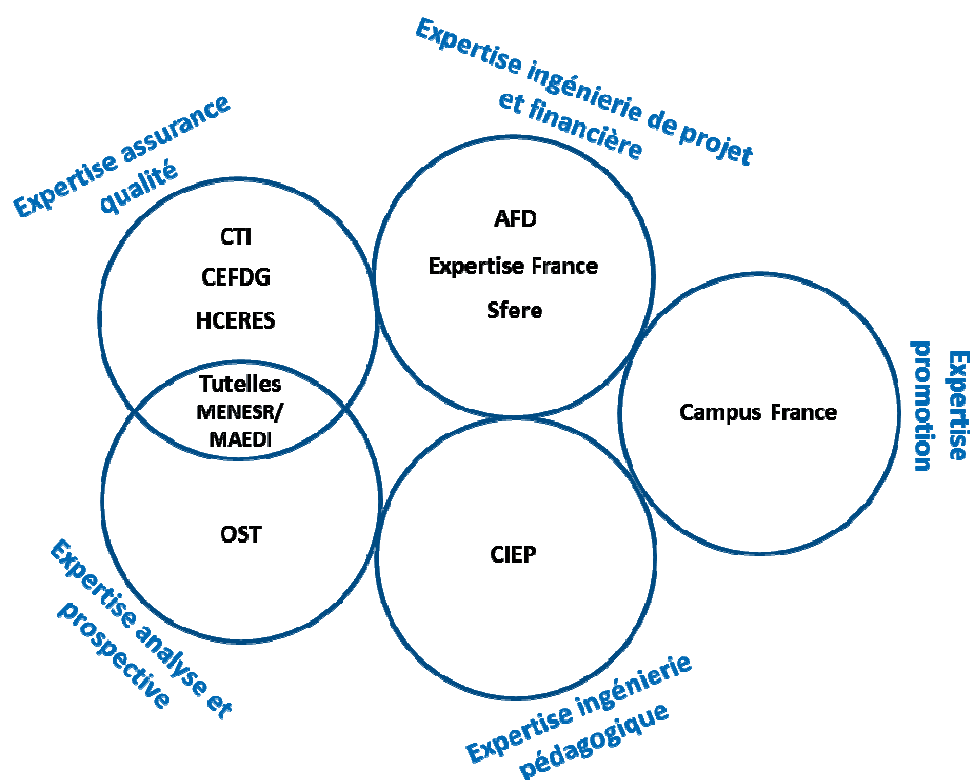 Expertise ingénierie de projet
et financière
Expertise assurance
qualité
CTI
CEFDG
HCERES
Tutelles
MENESR/
MAEDI
AFD
Expertise France
Sfere
Campus France
Expertise
promotion
OST
CIEP
Expertise analyse et
prospective
Expertise ingénierie
pédagogique